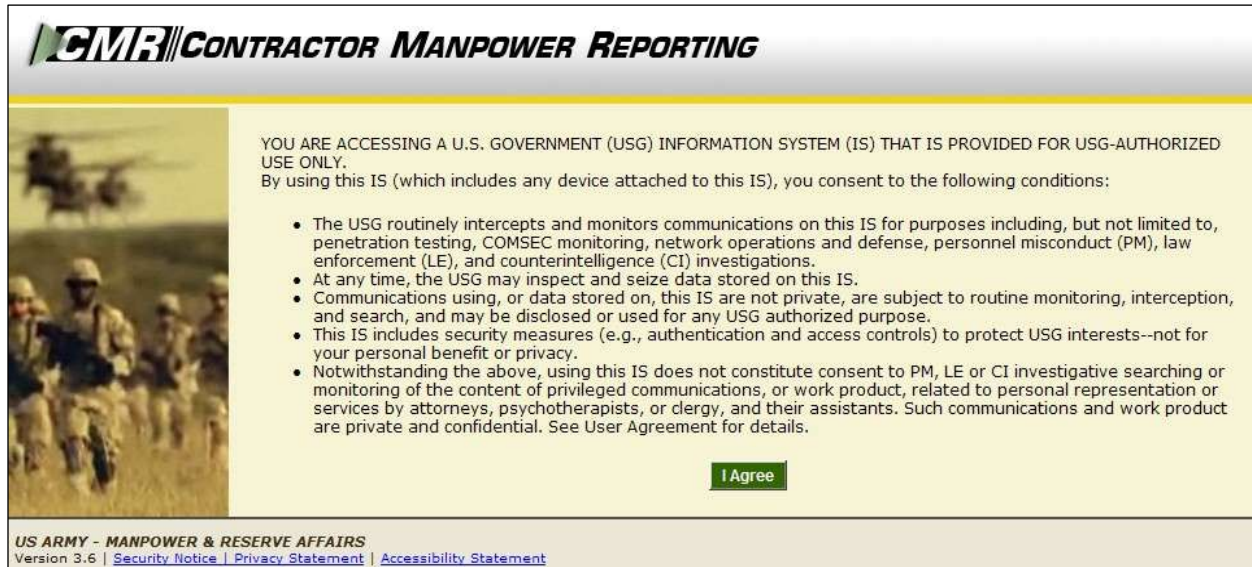 CMR CONTRACTOR MANPOWER REPORTING
YOU ARE ACCESSING A U.S. GOVERNMENT (USG) INFORMATION SYSTEM (IS) THAT IS PROVIDED FOR USG-AUTHORIZED
USE ONLY.
By using this IS (which includes any device attached to this IS), you consent to the following conditions:
• The USG routinely intercepts and monitors communications on this IS for purposes including, but not limited to,
penetration testing, COMSEC monitoring, network operations and defense, personnel misconduct (PM), law
enforcement (LE), and counterintelligence (CI) investigations.
• At any time, the USG may inspect and seize data stored on this IS.
• Communications using, or data stored on, this IS are not private, are subject to routine monitoring, interception,
and search, and may be disclosed or used for any USG authorized purpose.
• This IS includes security measures (e.g., authentication and access controls) to protect USG interests--not for
your personal benefit or privacy.
• Notwithstanding the above, using this IS does not constitute consent to PM, LE or CI investigative searching or
monitoring of the content of privileged communications, or work product, related to personal representation or
services by attorneys, psychotherapists, or clergy, and their assistants. Such communications and work product
are private and confidential. See User Agreement for details.
I Agree
US ARMY - MANPOWER & RESERVE AFFAIRS
Version 3.6 | Security Notice | Privacy Statement | Accessibility Statement